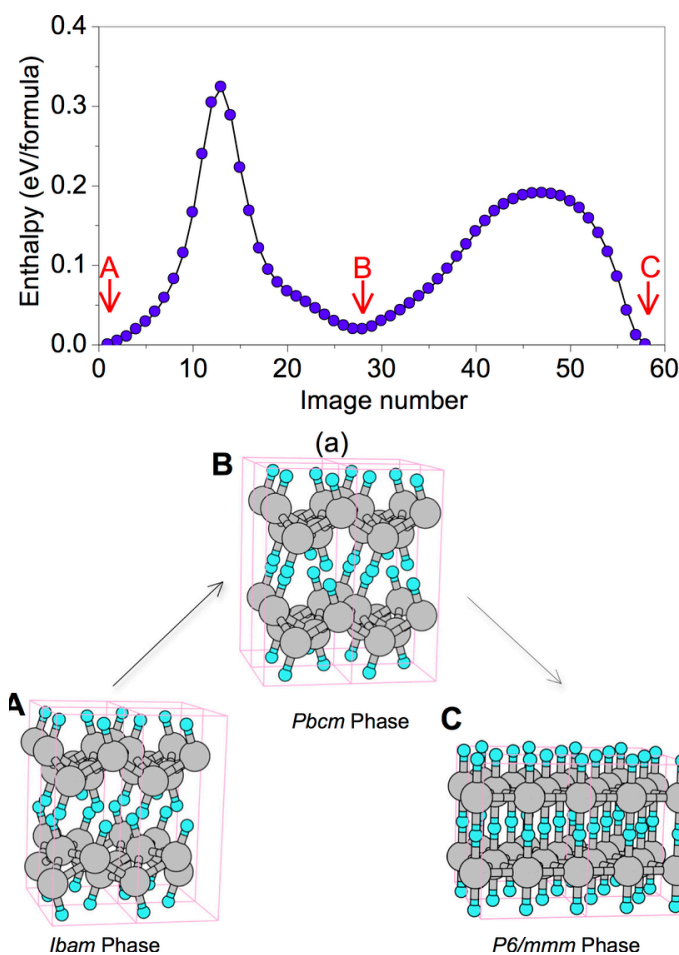 0.4
0.3
0.2
0.1
0.0
Enthalpy (eV/formula)
A
B
C
0 10 20 30 40 50 60
Image number
(a)
B
Pbcm Phase
A
C
Ibam Phase
P6/mmm Phase